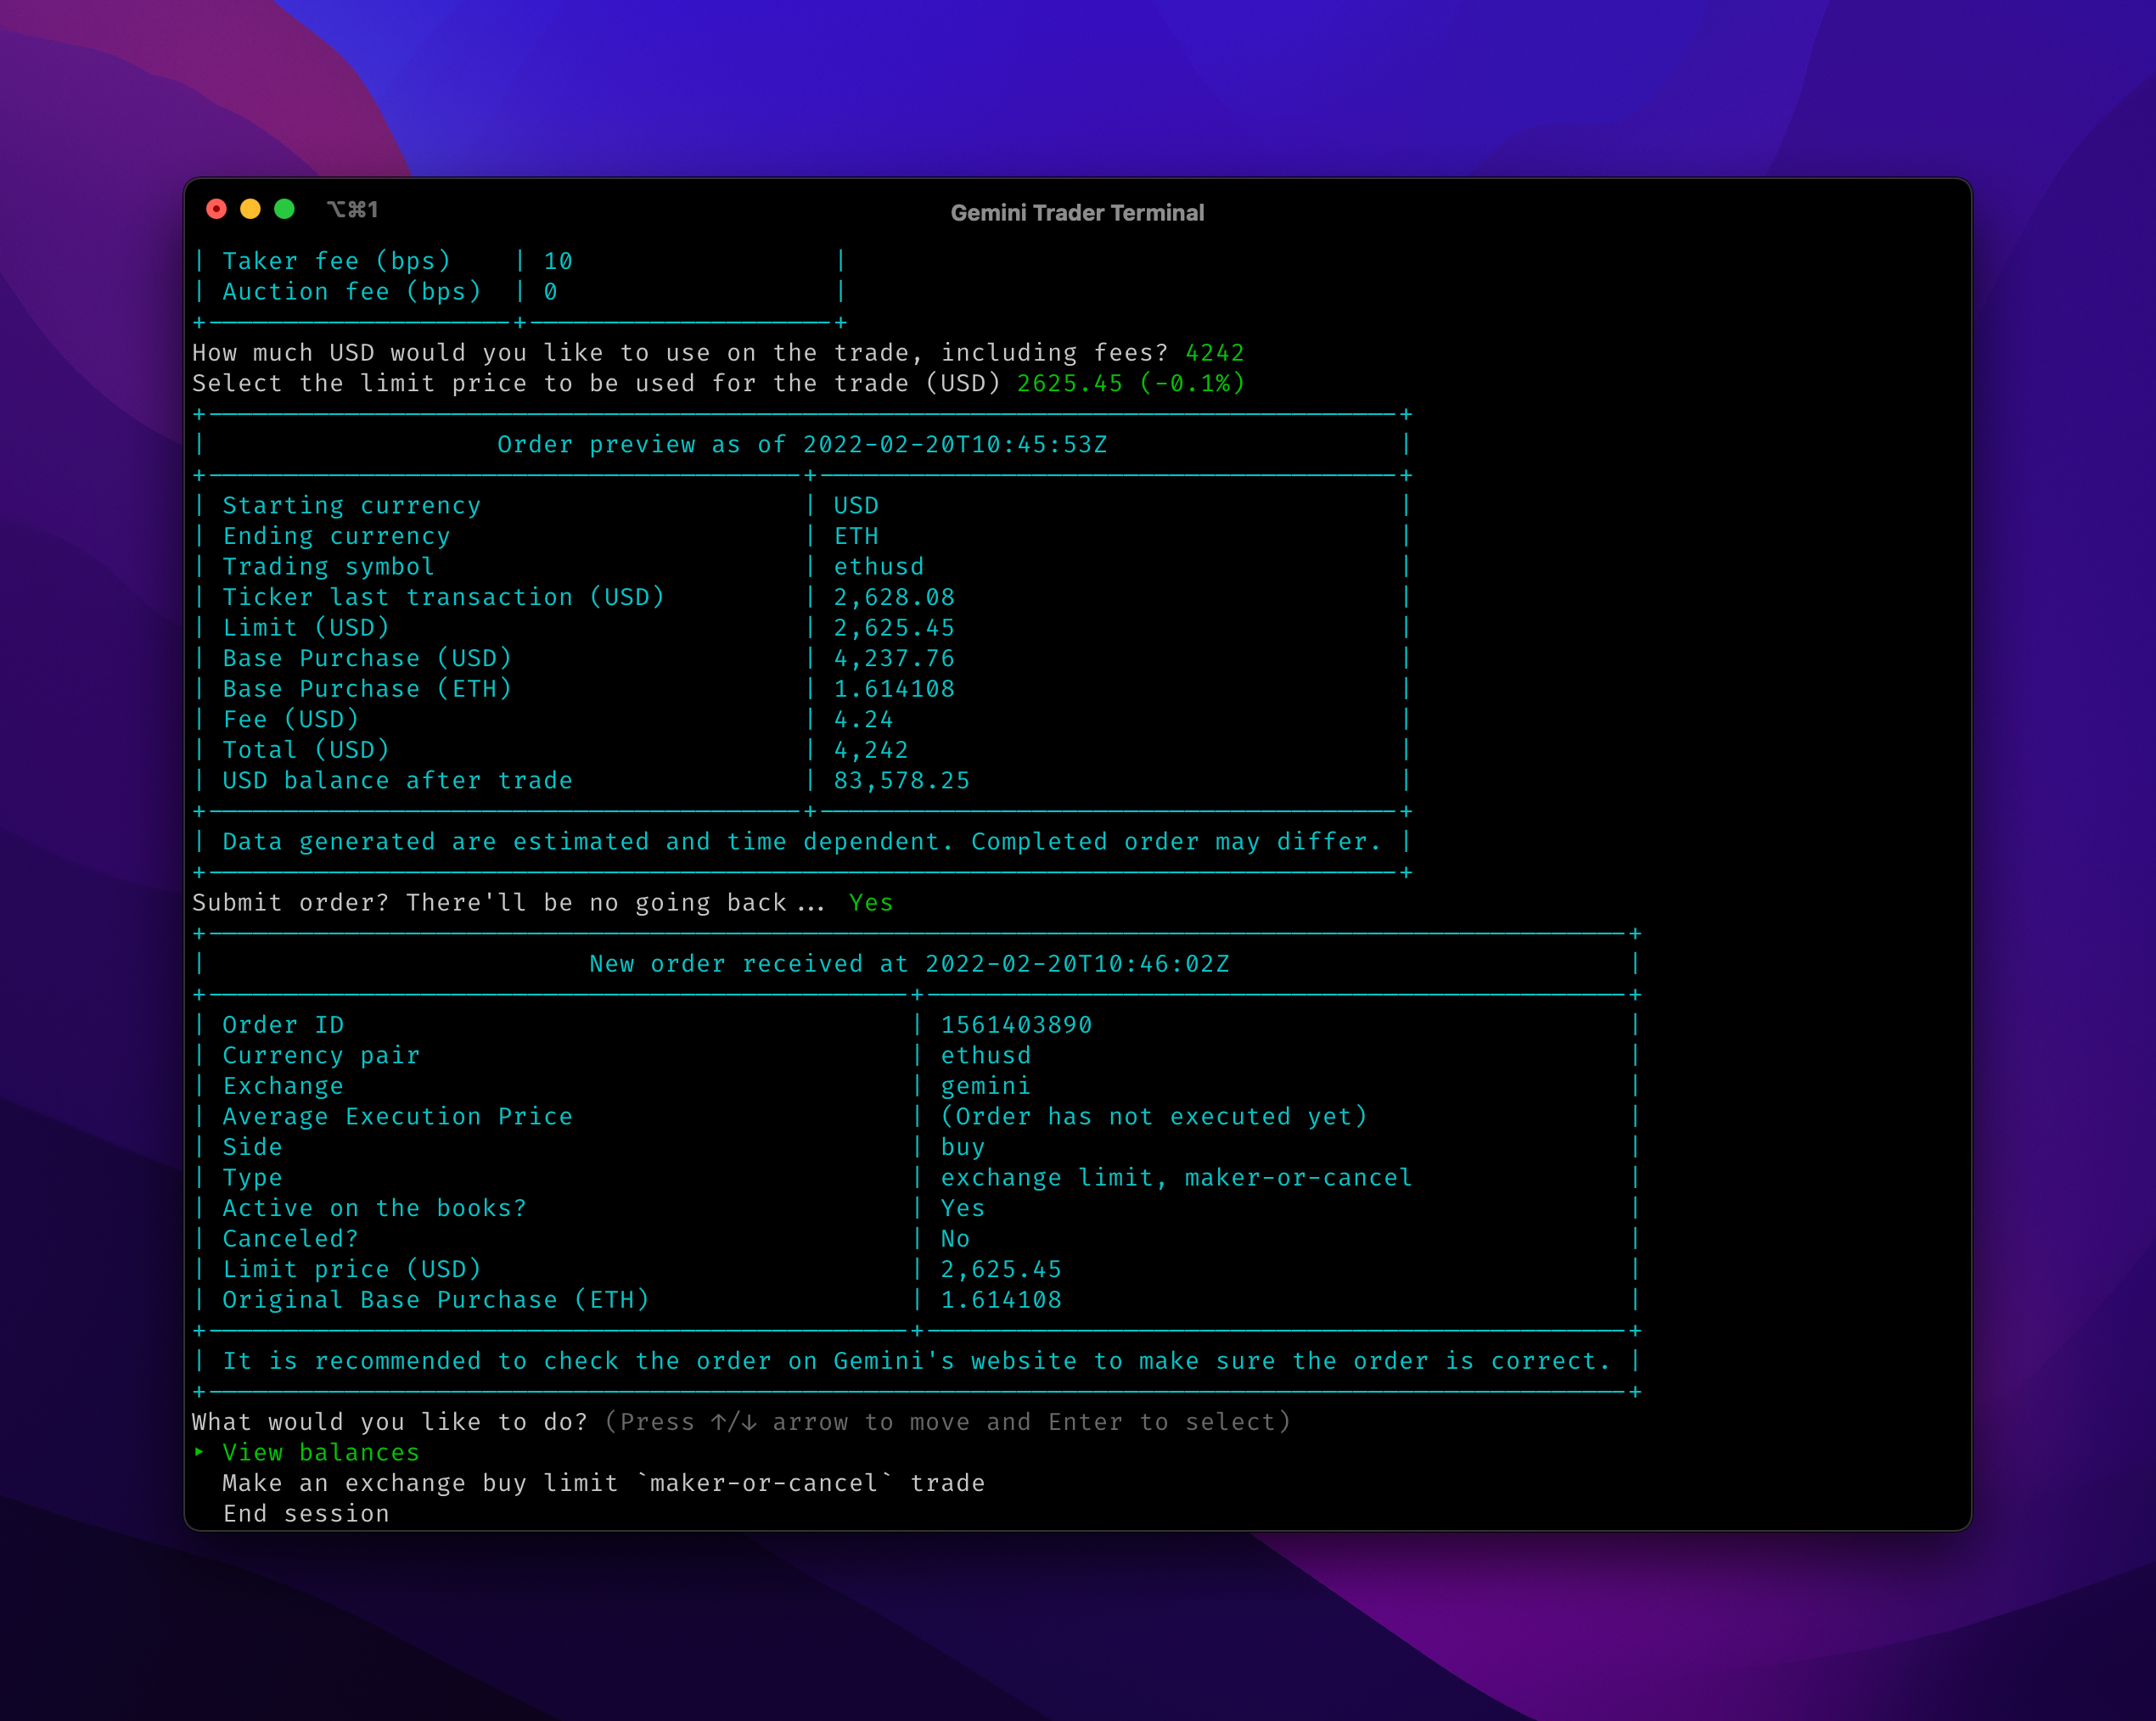 ⌥⌘1 Gemini Trader Terminal
| Taker fee (bps) | 10 |
| Auction fee (bps) | 0 |
+--------------------+--------------------+
How much USD would you like to use on the trade, including fees? 4242
Select the limit price to be used for the trade (USD) 2625.45 (-0.1%)
+------------------------------------------------------------------------------+
| Order preview as of 2022-02-20T10:45:53Z |
+---------------------------------------+--------------------------------------+
| Starting currency | USD |
| Ending currency | ETH |
| Trading symbol | ethusd |
| Ticker last transaction (USD) | 2,628.08 |
| Limit (USD) | 2,625.45 |
| Base Purchase (USD) | 4,237.76 |
| Base Purchase (ETH) | 1.614108 |
| Fee (USD) | 4.24 |
| Total (USD) | 4,242 |
| USD balance after trade | 83,578.25 |
+---------------------------------------+--------------------------------------+
| Data generated are estimated and time dependent. Completed order may differ. |
+------------------------------------------------------------------------------+
Submit order? There'll be no going back... Yes
+---------------------------------------------------------------------------------------------+
| New order received at 2022-02-20T10:46:02Z |
+----------------------------------------------+----------------------------------------------+
| Order ID | 1561403890 |
| Currency pair | ethusd |
| Exchange | gemini |
| Average Execution Price | (Order has not executed yet) |
| Side | buy |
| Type | exchange limit, maker-or-cancel |
| Active on the books? | Yes |
| Canceled? | No |
| Limit price (USD) | 2,625.45 |
| Original Base Purchase (ETH) | 1.614108 |
+----------------------------------------------+----------------------------------------------+
| It is recommended to check the order on Gemini's website to make sure the order is correct. |
+---------------------------------------------------------------------------------------------+
What would you like to do? (Press ↑/↓ arrow to move and Enter to select)
‣ View balances
Make an exchange buy limit `maker-or-cancel` trade
End session